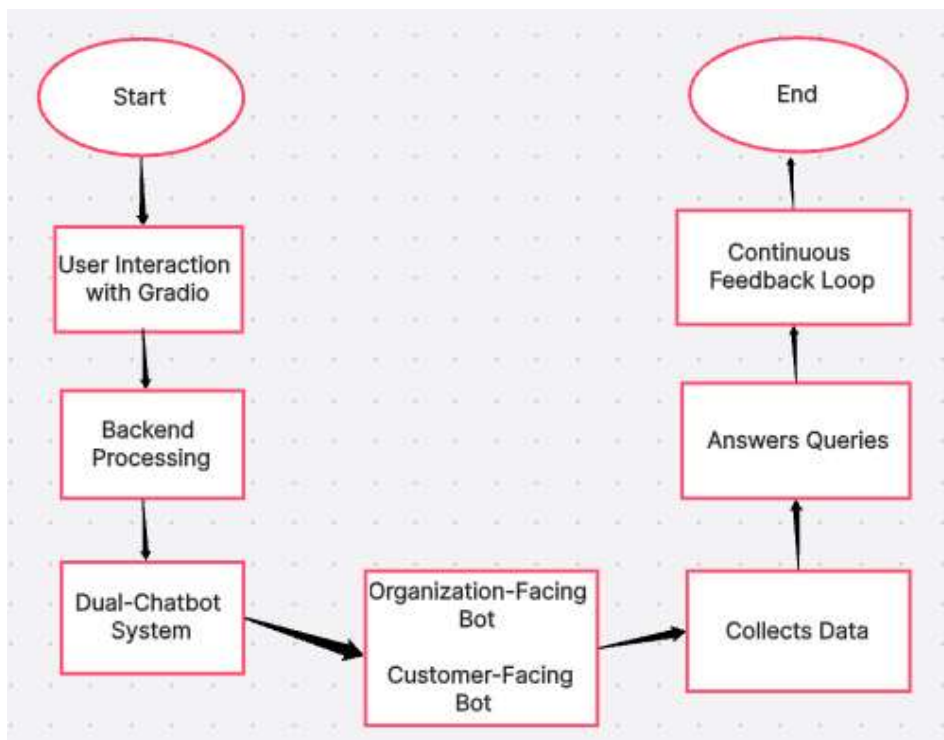 Start
User Interaction
with Gradio
Backend
Processing
Dual-Chatbot
System
Organization-Facing
Bot
Customer-Facing
Bot
Collects Data
Answers Queries
Continuous
Feedback Loop
End